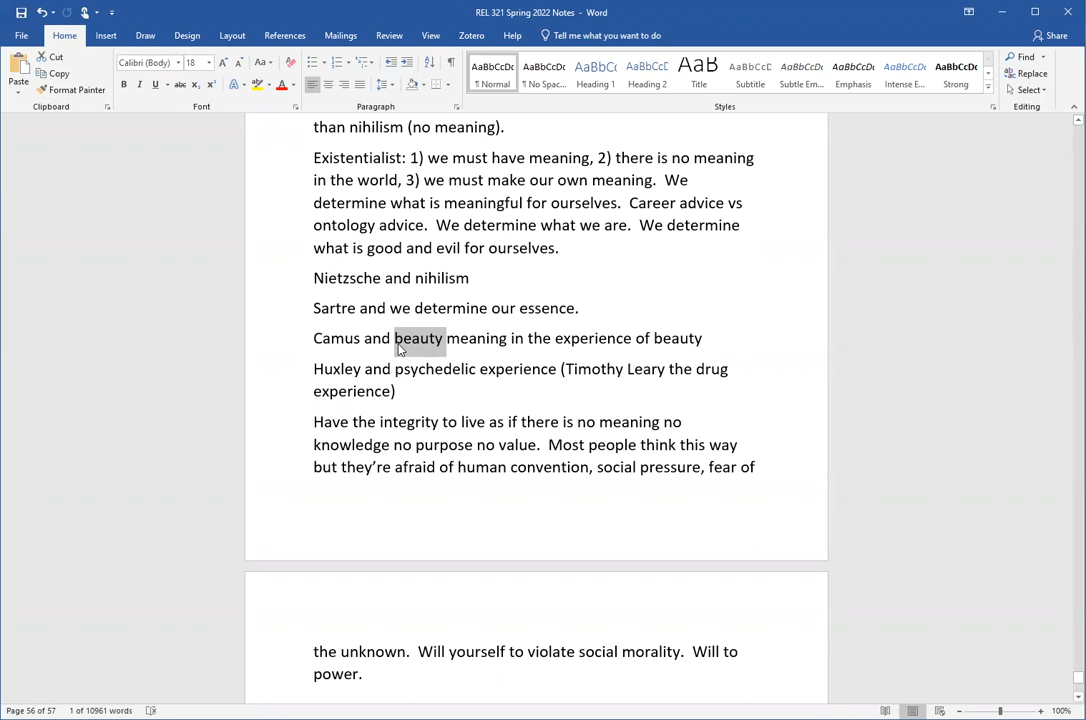 REL 321 Spring 2022 Notes - Word
File Home Insert Draw Design Layout References Mailings Review View Zotero Help Tell me what you want to do Share
Paste Cut Copy Format Painter Clipboard
Calibri (Body) 18 Font
Paragraph
AaBbCcDc AaBbCcDc AaBbCc AaBbCcD AaB AaBbCcD AaBbCcDc AaBbCcDc AaBbCcDc AaBbCcDc
¶ Normal ¶ No Spac... Heading 1 Heading 2 Title Subtitle Subtle Em... Emphasis Intense E... Strong
Styles
Find Replace Select Editing
than nihilism (no meaning).
Existentialist: 1) we must have meaning, 2) there is no meaning
in the world, 3) we must make our own meaning. We
determine what is meaningful for ourselves. Career advice vs
ontology advice. We determine what we are. We determine
what is good and evil for ourselves.
Nietzsche and nihilism
Sartre and we determine our essence.
Camus and beauty meaning in the experience of beauty
Huxley and psychedelic experience (Timothy Leary the drug
experience)
Have the integrity to live as if there is no meaning no
knowledge no purpose no value. Most people think this way
but they’re afraid of human convention, social pressure, fear of
the unknown. Will yourself to violate social morality. Will to
power.
Page 56 of 57 1 of 10961 words 100%